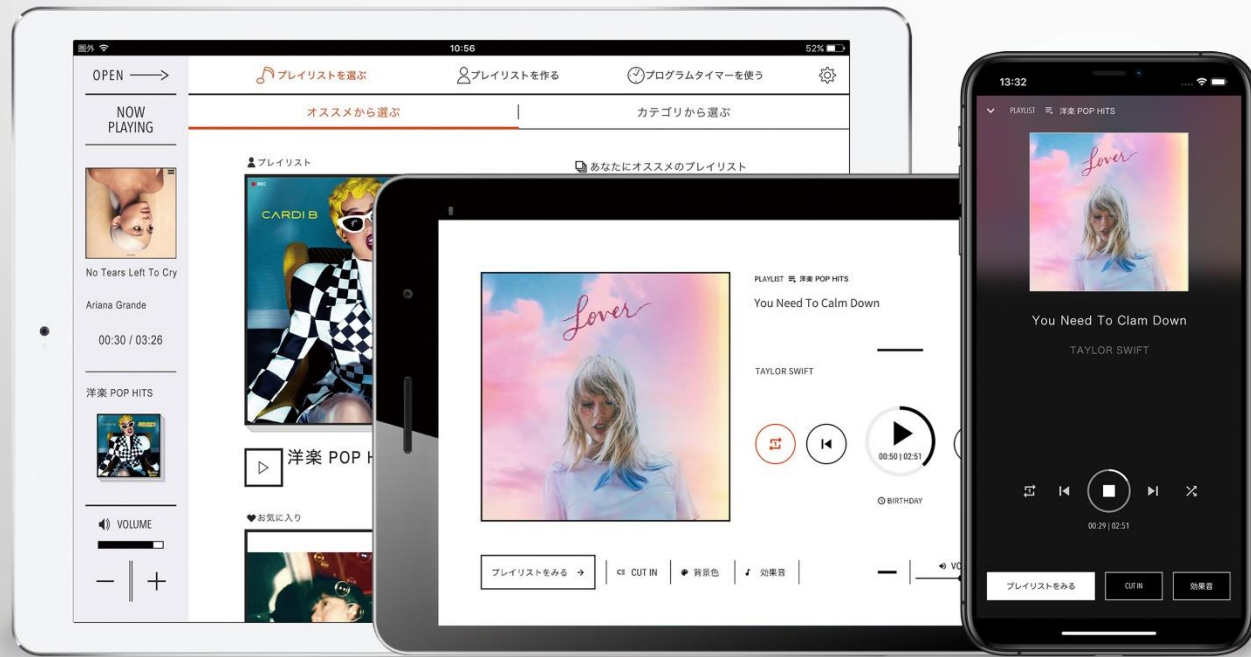 圏外
10:56
52%
OPEN
プレイリストを選ぶ
プレイリストを作る
プログラムタイマーを使う
NOW
PLAYING
オススメから選ぶ
カテゴリから選ぶ
プレイリスト
あなたにオススメのプレイリスト
REC
CARDI B
No Tears Left To Cry
Ariana Grande
00:30 / 03:26
洋楽 POP HITS
VOLUME
洋楽 POP H
お気に入り
Lover
PLAYLIST 洋楽 POP HITS
You Need To Calm Down
TAYLOR SWIFT
00:50 | 02:51
BIRTHDAY
プレイリストをみる
CUT IN
背景色
効果音
VO
13:32
PLAYLIST 洋楽 POP HITS
Lover
You Need To Clam Down
TAYLOR SWIFT
00:29 | 02:51
プレイリストをみる
CUT IN
効果音